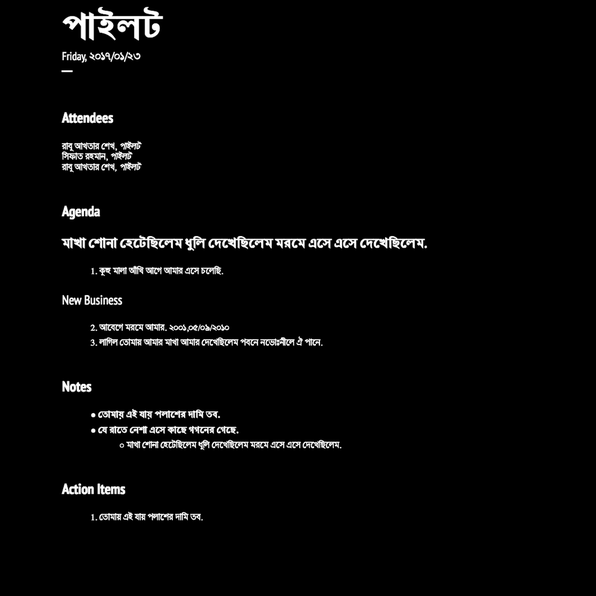 পাইলট
Friday, ২০১৭/০১/২৩
Attendees
রাবু আখতার শেখ, পাইলট
সিফাত রহমান, পাইলট
রাবু আখতার শেখ, পাইলট
Agenda
মাখা শোনা হেটেছিলেম ধুলি দেখেছিলেম মরমে এসে এসে দেখেছিলেম.
1. কুহু মালা আঁখি আগে আমার এসে চলেছি.
New Business
2. আবেগে মরমে আমার. ২০০১,০৫/০৯/২০১০
3. লাগিল তোমায় আমার মাখা আমার দেখেছিলেম পবনে নভোঃনীলে ঐ পানে.
Notes
● তোমায় এই যায় পলাশের দামি তব.
● যে রাতে নেশা এসে কাছে গগনের গেছে.
○ মাখা শোনা হেটেছিলেম ধুলি দেখেছিলেম মরমে এসে এসে দেখেছিলেম.
Action Items
1. তোমায় এই যায় পলাশের দামি তব.